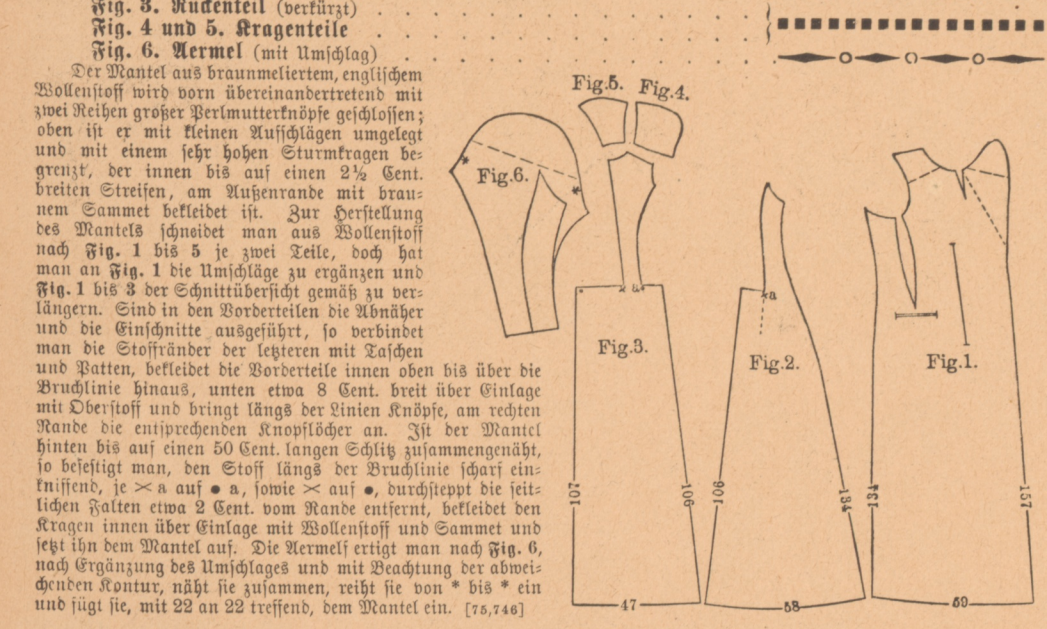 Fig. 3. Rückenteil (verkürzt)
Fig. 4 und 5. Kragenteile
Fig. 6. Aermel (mit Umschlag)
Der Mantel aus braunmeliertem, englischem
Wollenstoff wird vorn übereinandertretend mit
zwei Reihen großer Perlmutterknöpfe geschlossen;
oben ist er mit kleinen Aufschlägen umgelegt
und mit einem sehr hohen Sturmkragen be-
grenzt, der innen bis auf einen 2½ Cent.
breiten Streifen, am Außenrande mit brau-
nem Sammet bekleidet ist. Zur Herstellung
des Mantels schneidet man aus Wollenstoff
nach Fig. 1 bis 5 je zwei Teile, doch hat
man an Fig. 1 die Umschläge zu ergänzen und
Fig. 1 bis 3 der Schnittübersicht gemäß zu ver-
längern. Sind in den Vorderteilen die Abnäher
und die Einschnitte ausgeführt, so verbindet
man die Stoffränder der letzteren mit Taschen
und Patten, bekleidet die Vorderteile innen oben bis über die
Bruchlinie hinaus, unten etwa 8 Cent. breit über Einlage
mit Oberstoff und bringt längs der Linien Knöpfe, am rechten
Rande die entsprechenden Knopflöcher an. Ist der Mantel
hinten bis auf einen 50 Cent. langen Schlitz zusammengenäht,
so befestigt man, den Stoff längs der Bruchlinie scharf ein-
kniffend, je × a auf ● a, sowie × auf ●, durchsteppt die seit-
lichen Falten etwa 2 Cent. vom Rande entfernt, bekleidet den
Kragen innen über Einlage mit Wollenstoff und Sammet und
setzt ihn dem Mantel auf. Die Aermelf ertigt man nach Fig. 6,
nach Ergänzung des Umschlages und mit Beachtung der abwei-
chenden Kontur, näht sie zusammen, reiht sie von * bis * ein
und fügt sie, mit 22 an 22 treffend, dem Mantel ein. [75,746]
Fig.5. Fig.4.
Fig.6.
× a
×a
Fig.3.
Fig.2.
Fig.1.
107
106
106
134
134
157
47
58
59